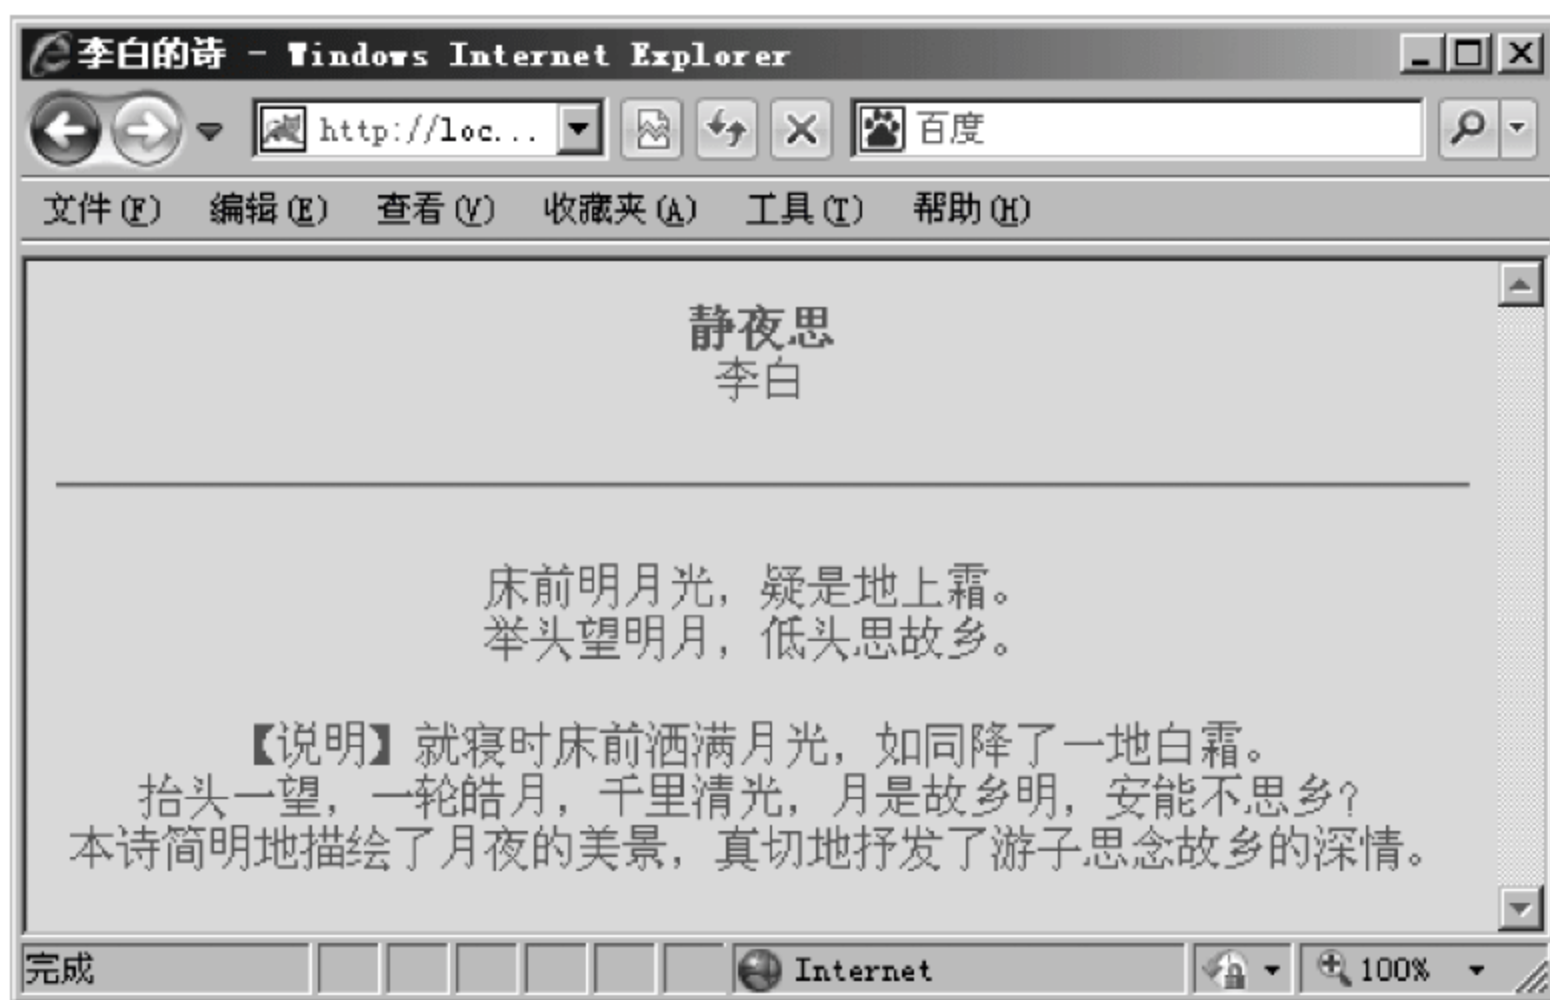 李白的诗 - Windows Internet Explorer
http://loc...
百度
文件(F) 编辑(E) 查看(V) 收藏夹(A) 工具(T) 帮助(H)
静夜思
李白
床前明月光，疑是地上霜。
举头望明月，低头思故乡。
【说明】就寝时床前洒满月光，如同降了一地白霜。
抬头一望，一轮皓月，千里清光，月是故乡明，安能不思乡？
本诗简明地描绘了月夜的美景，真切地抒发了游子思念故乡的深情。
完成 Internet 100%